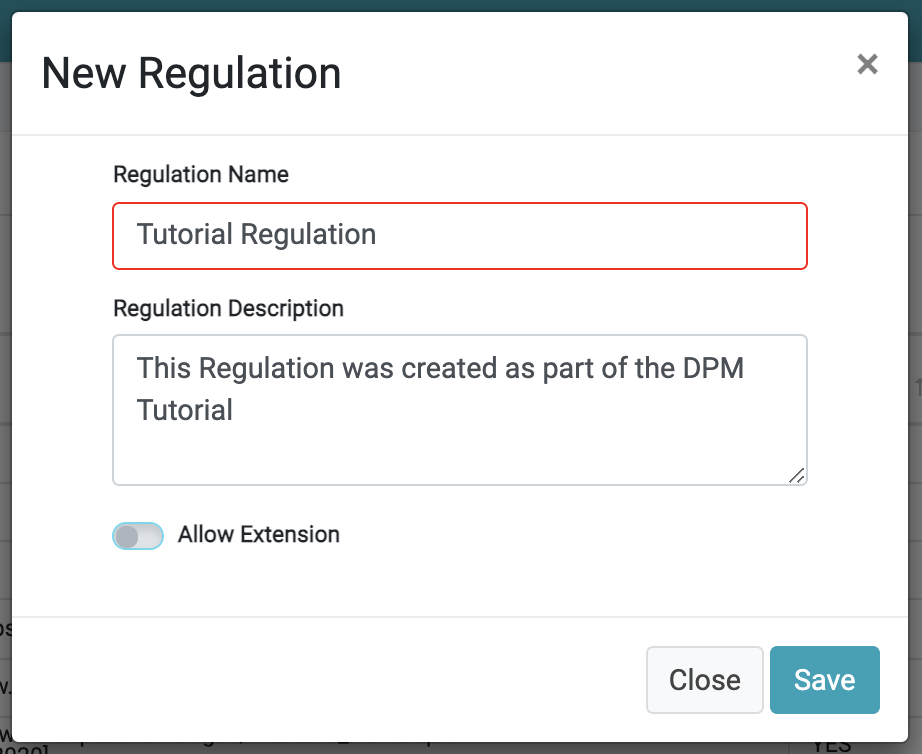 New Regulation
×
Regulation Name
Tutorial Regulation
Regulation Description
This Regulation was created as part of the DPM
Tutorial
Allow Extension
Close
Save
YES